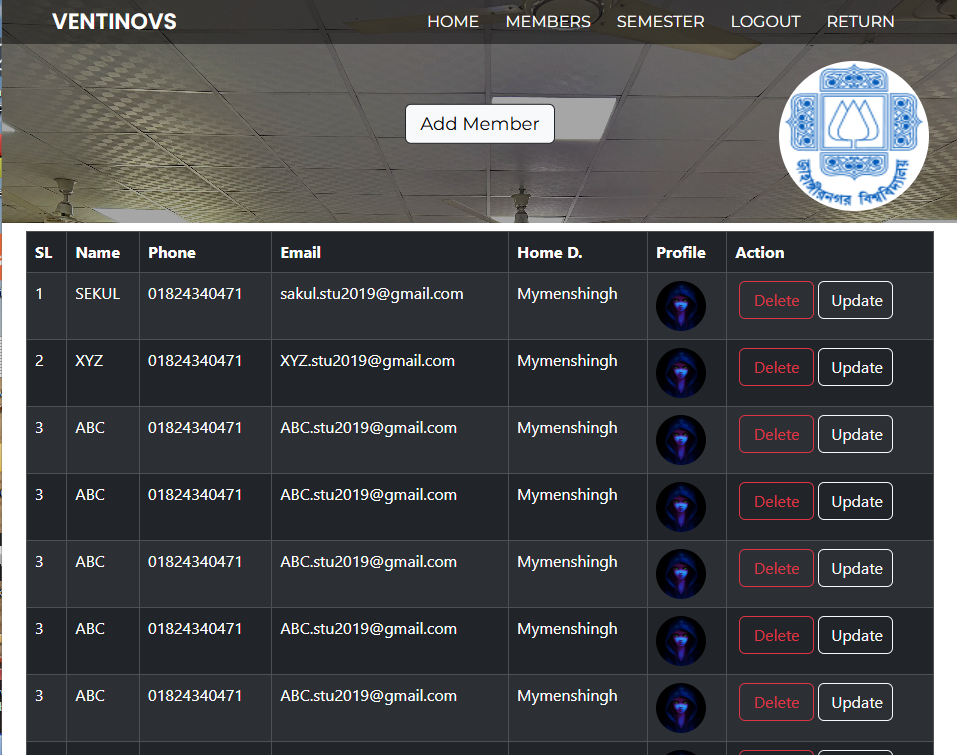 VENTINOVS HOME MEMBERS SEMESTER LOGOUT RETURN
Add Member
জাহাঙ্গীরনগর বিশ্ববিদ্যালয়
SL Name Phone Email Home D. Profile Action
1 SEKUL 01824340471 sakul.stu2019@gmail.com Mymenshingh Delete Update
2 XYZ 01824340471 XYZ.stu2019@gmail.com Mymenshingh Delete Update
3 ABC 01824340471 ABC.stu2019@gmail.com Mymenshingh Delete Update
3 ABC 01824340471 ABC.stu2019@gmail.com Mymenshingh Delete Update
3 ABC 01824340471 ABC.stu2019@gmail.com Mymenshingh Delete Update
3 ABC 01824340471 ABC.stu2019@gmail.com Mymenshingh Delete Update
3 ABC 01824340471 ABC.stu2019@gmail.com Mymenshingh Delete Update